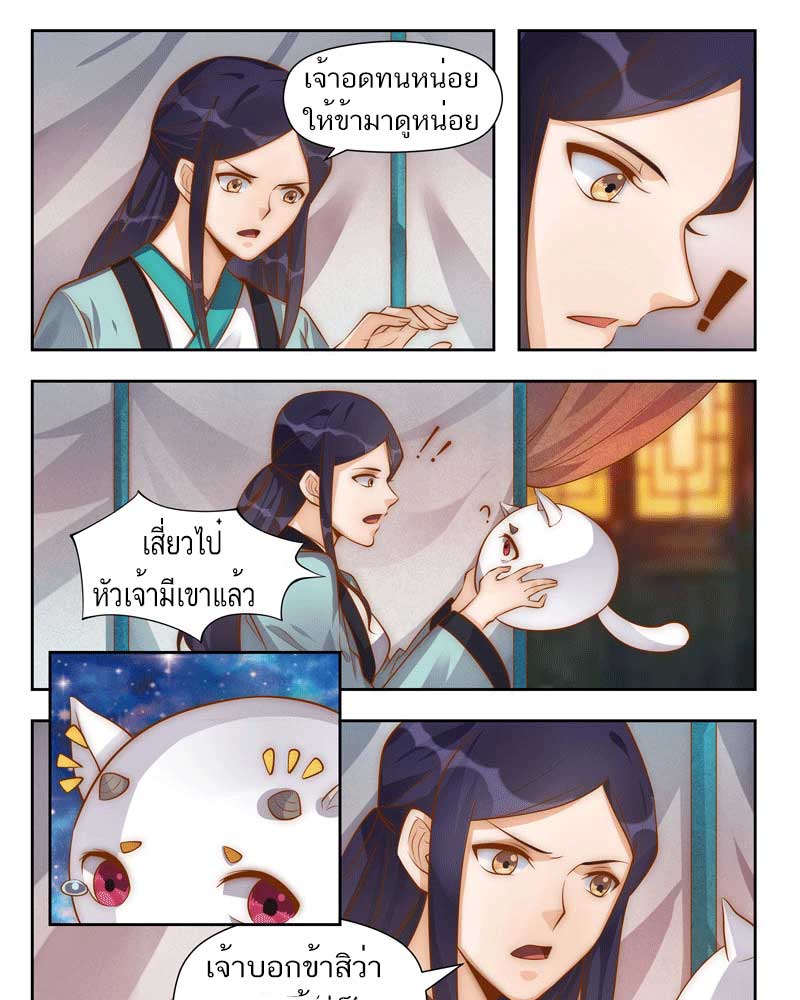 เจ้าอดทนหน่อย
ให้ข้ามาดูหน่อย
!
!!
?
เสี่ยวไป๋
หัวเจ้ามีเขาแล้ว
เจ้าบอกข้าสิว่า